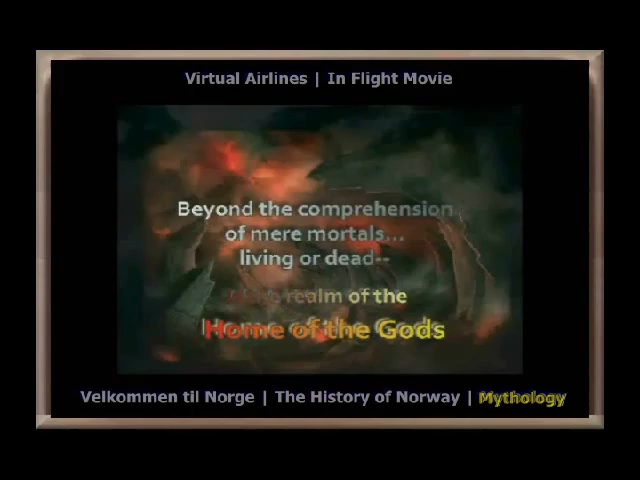 Virtual Airlines | In Flight Movie
Beyond the comprehension
of mere mortals...
living or dead--
realm of the
Home of the Gods
Velkommen til Norge | The History of Norway | Mythology